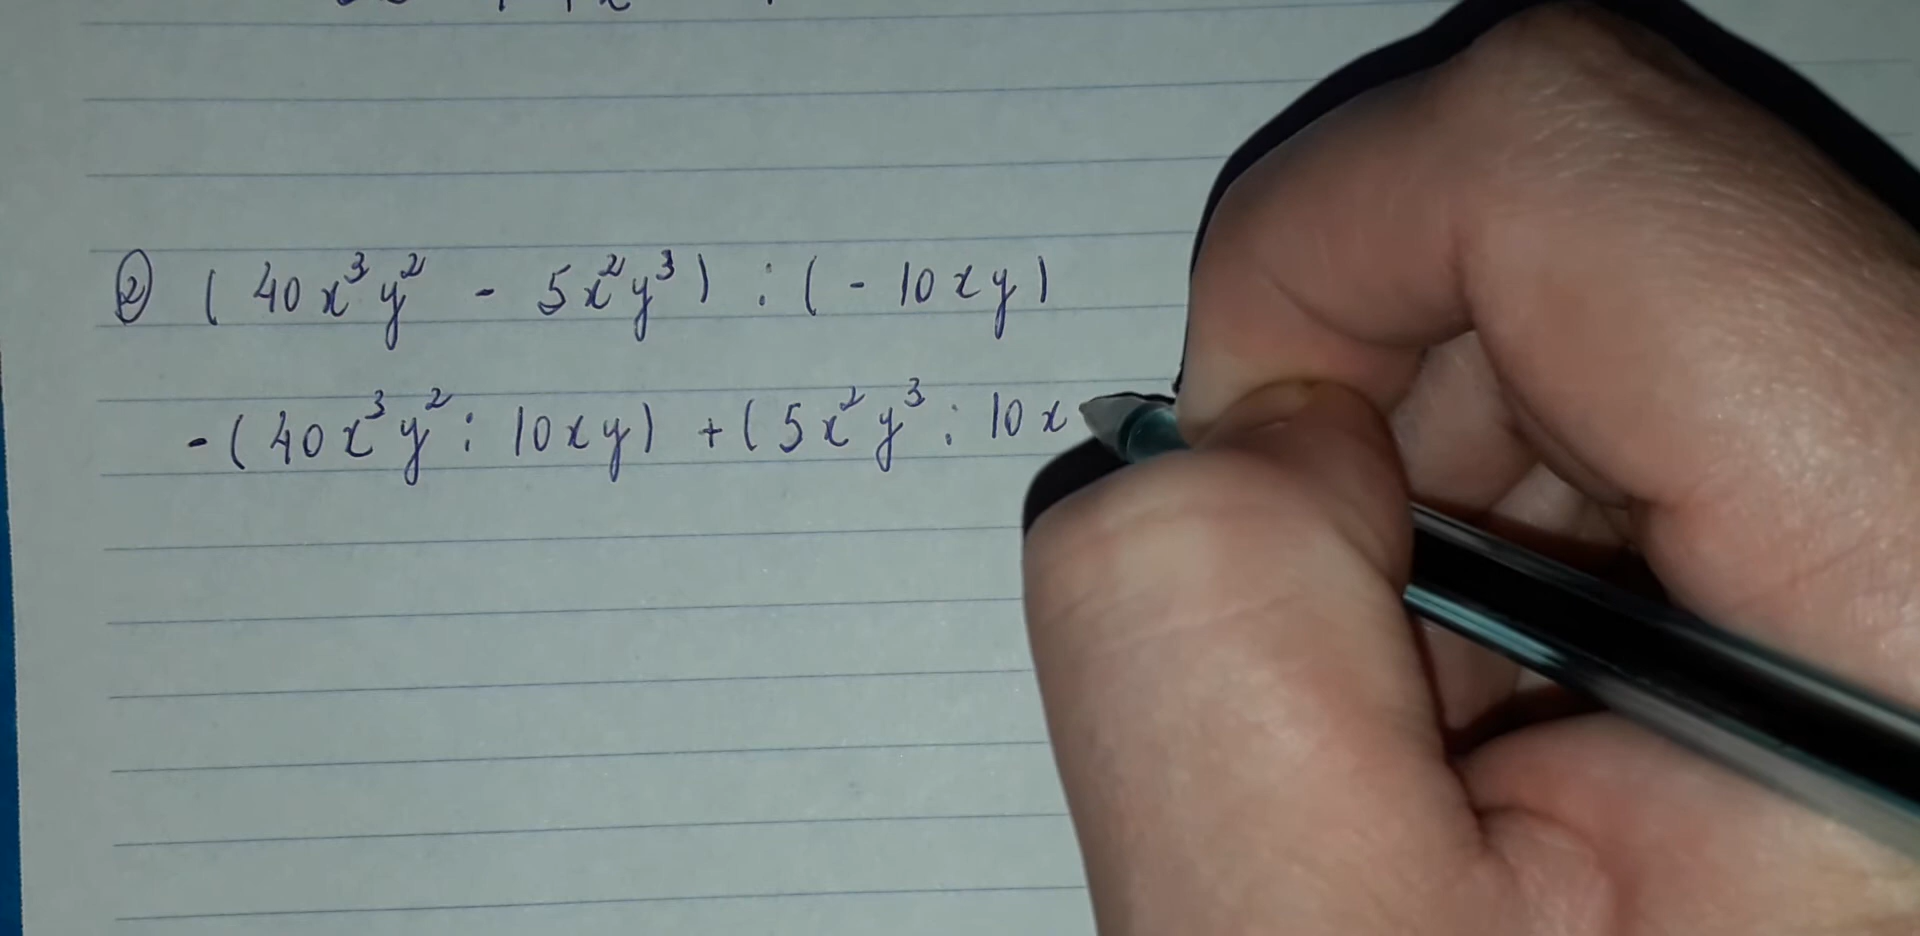 ② (40x³y² - 5x²y³) : (-10xy)
-(40x³y² : 10xy) + (5x²y³ : 10x